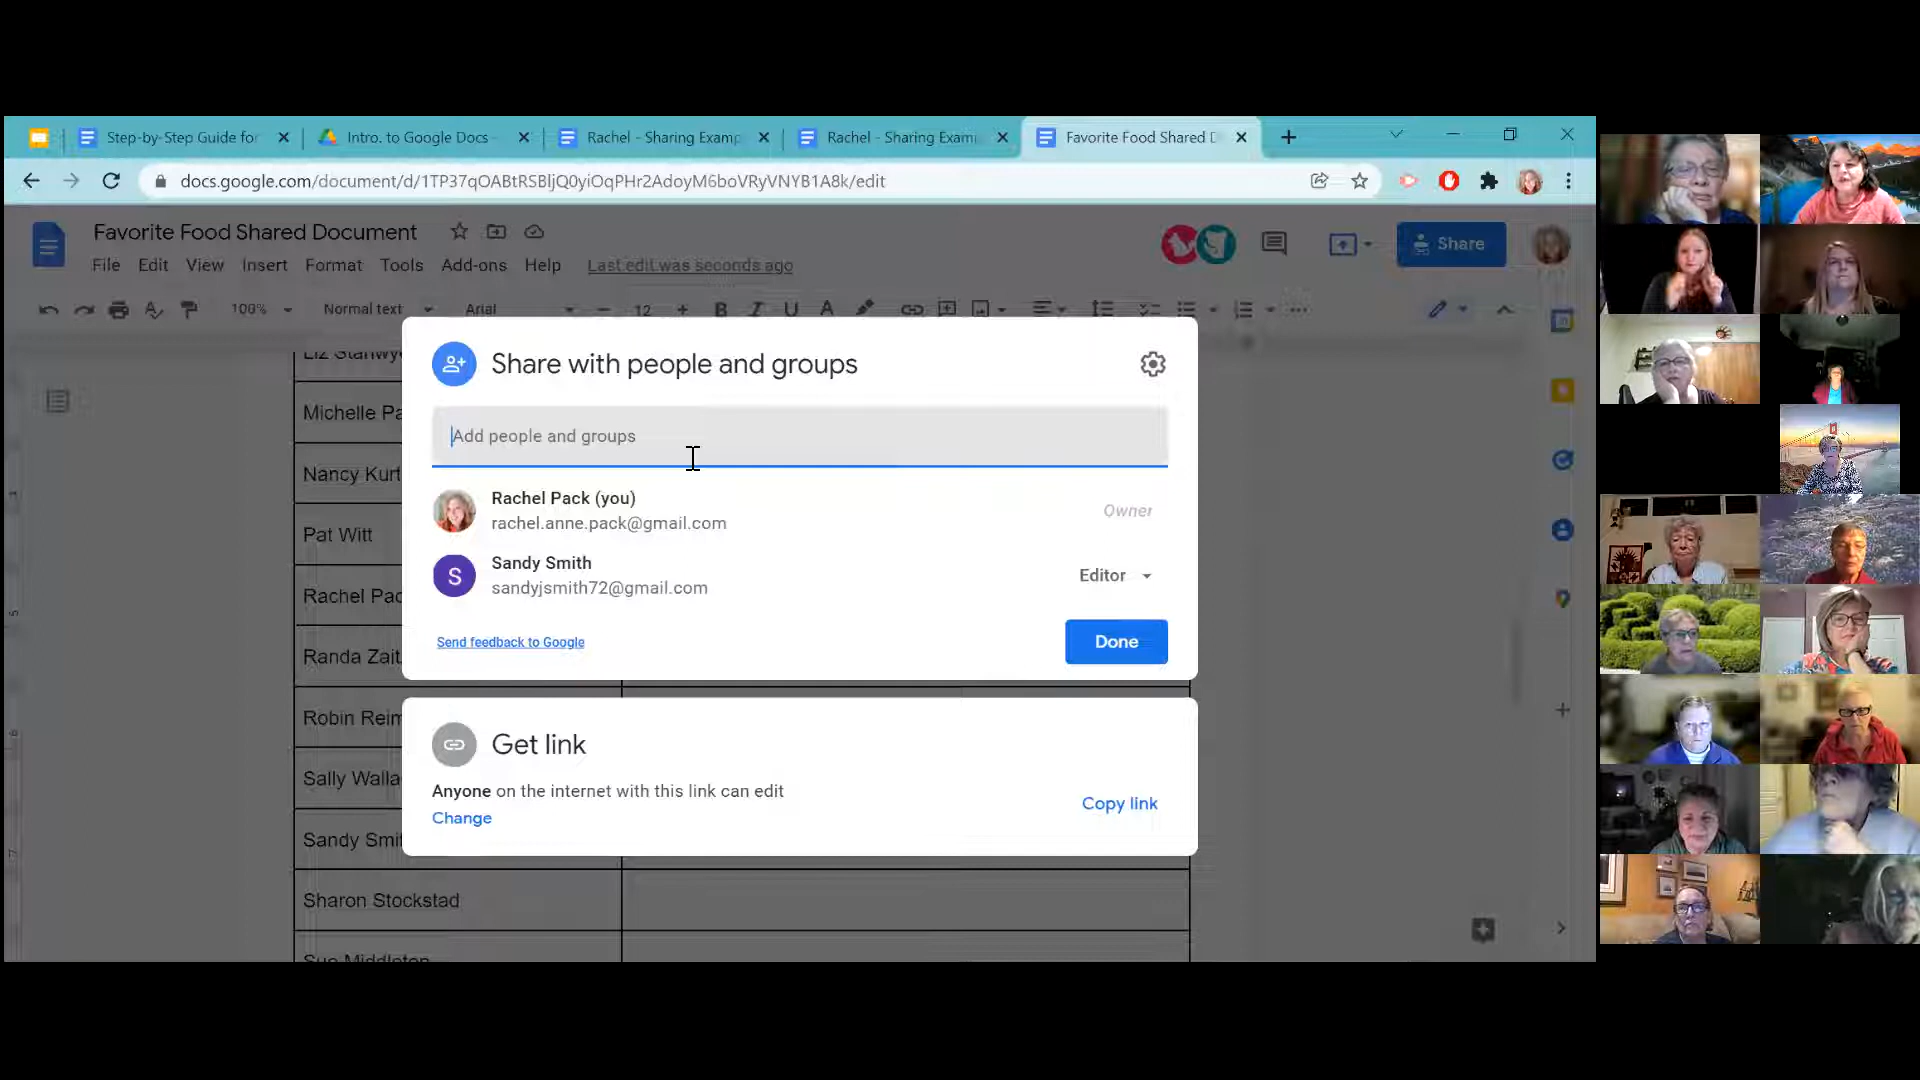 Step-by-Step Guide for
Intro. to Google Docs -
Rachel - Sharing Examp
Rachel - Sharing Exam
Favorite Food Shared D
docs.google.com/document/d/1TP37qOABtRSBljQ0yiOqPHr2AdoyM6boVRyVNYB1A8k/edit
Favorite Food Shared Document
Share
File Edit View Insert Format Tools Add-ons Help Last edit was seconds ago
100% Normal text Arial 12 B I U A
Share with people and groups
Michelle Pa
Add people and groups
Nancy Kurt
Rachel Pack (you)
rachel.anne.pack@gmail.com
Owner
Pat Witt
Sandy Smith
sandyjsmith72@gmail.com
Editor
S
Rachel Pac
Send feedback to Google
Done
Randa Zait
Robin Reim
Get link
Sally Walla
Anyone on the internet with this link can edit
Change
Copy link
Sandy Smi
Sharon Stockstad
Sue Middleton